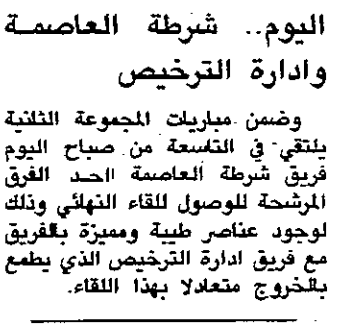 اليوم.. شرطة العاصمة
وادارة الترخيص
وضمن مباريات المجموعة الثانية
يلتقي في التاسعة من صباح اليوم
فريق شرطة العاصمة احد الفرق
المرشحة للوصول للقاء النهائي وذلك
لوجود عناصر طيبة ومميزة بالفريق
مع فريق ادارة الترخيص الذي يطمع
بالخروج متعادلا بهذا اللقاء.